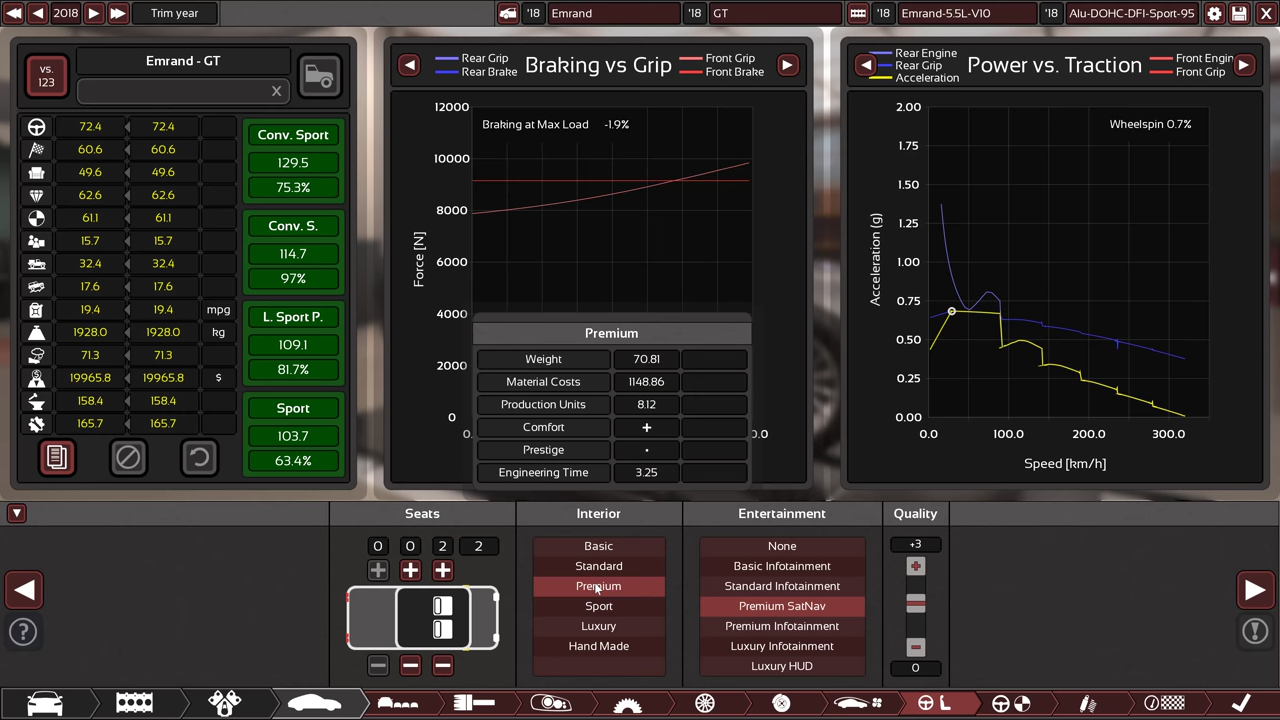 2018
Trim year
'18
Emrand
'18
GT
'18
Emrand-5.5L-V10
'18
Alu-DOHC-DFI-Sport-95
vs.
123
Emrand - GT
X
72.4 72.4
60.6 60.6
49.6 49.6
62.6 62.6
61.1 61.1
15.7 15.7
32.4 32.4
17.6 17.6
19.4 19.4 mpg
1928.0 1928.0 kg
71.3 71.3
19965.8 19965.8 $
158.4 158.4
165.7 165.7
Conv. Sport
129.5
75.3%
Conv. S.
114.7
97%
L. Sport P.
109.1
81.7%
Sport
103.7
63.4%
Rear Grip
Rear Brake
Braking vs Grip
Front Grip
Front Brake
12000
10000
8000
6000
4000
2000
0
Force [N]
Braking at Max Load -1.9%
0.
0.0
Premium
Weight 70.81
Material Costs 1148.86
Production Units 8.12
Comfort +
Prestige ·
Engineering Time 3.25
Rear Engine
Rear Grip
Acceleration
Power vs. Traction
Front Engin
Front Grip
2.00
1.75
1.50
1.25
1.00
0.75
0.50
0.25
0.00
Acceleration (g)
Wheelspin 0.7%
0.0 100.0 200.0 300.0
Speed [km/h]
Seats
0 0 2 2
Interior
Basic
Standard
Premium
Sport
Luxury
Hand Made
Entertainment
None
Basic Infotainment
Standard Infotainment
Premium SatNav
Premium Infotainment
Luxury Infotainment
Luxury HUD
Quality
+3
0
?